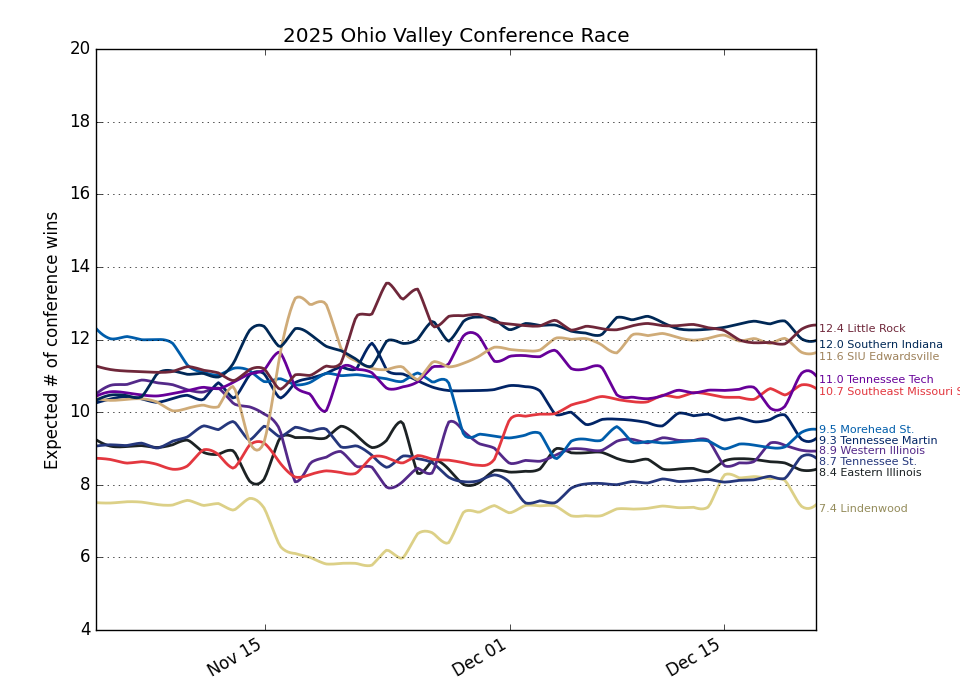 2025 Ohio Valley Conference Race
Expected # of conference wins
20
18
16
14
12
10
8
6
4
Nov 15
Dec 01
Dec 15
12.4 Little Rock
12.0 Southern Indiana
11.6 SIU Edwardsville
11.0 Tennessee Tech
10.7 Southeast Missouri S
9.5 Morehead St.
9.3 Tennessee Martin
8.9 Western Illinois
8.7 Tennessee St.
8.4 Eastern Illinois
7.4 Lindenwood